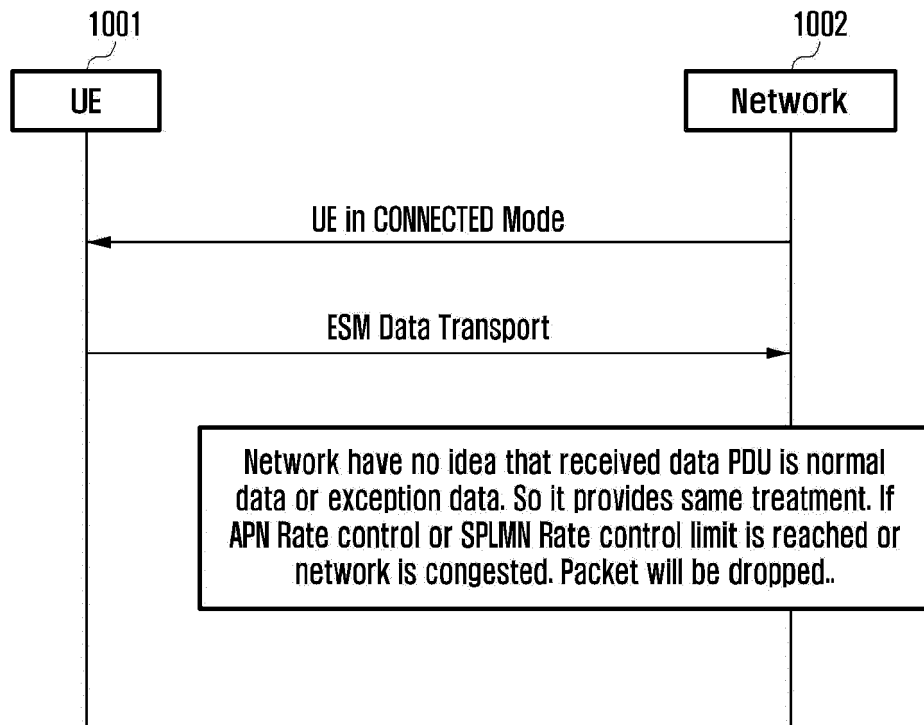 1001
1002
UE
Network
UE in CONNECTED Mode
ESM Data Transport
Network have no idea that received data PDU is normal
data or exception data. So it provides same treatment. If
APN Rate control or SPLMN Rate control limit is reached or
network is congested. Packet will be dropped..